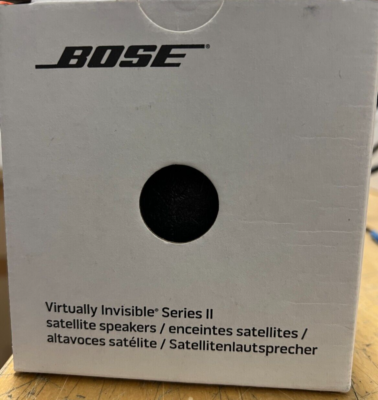 BOSE®
Virtually Invisible® Series II
satellite speakers / enceintes satellites /
altavoces satélite / Satellitenlautsprecher